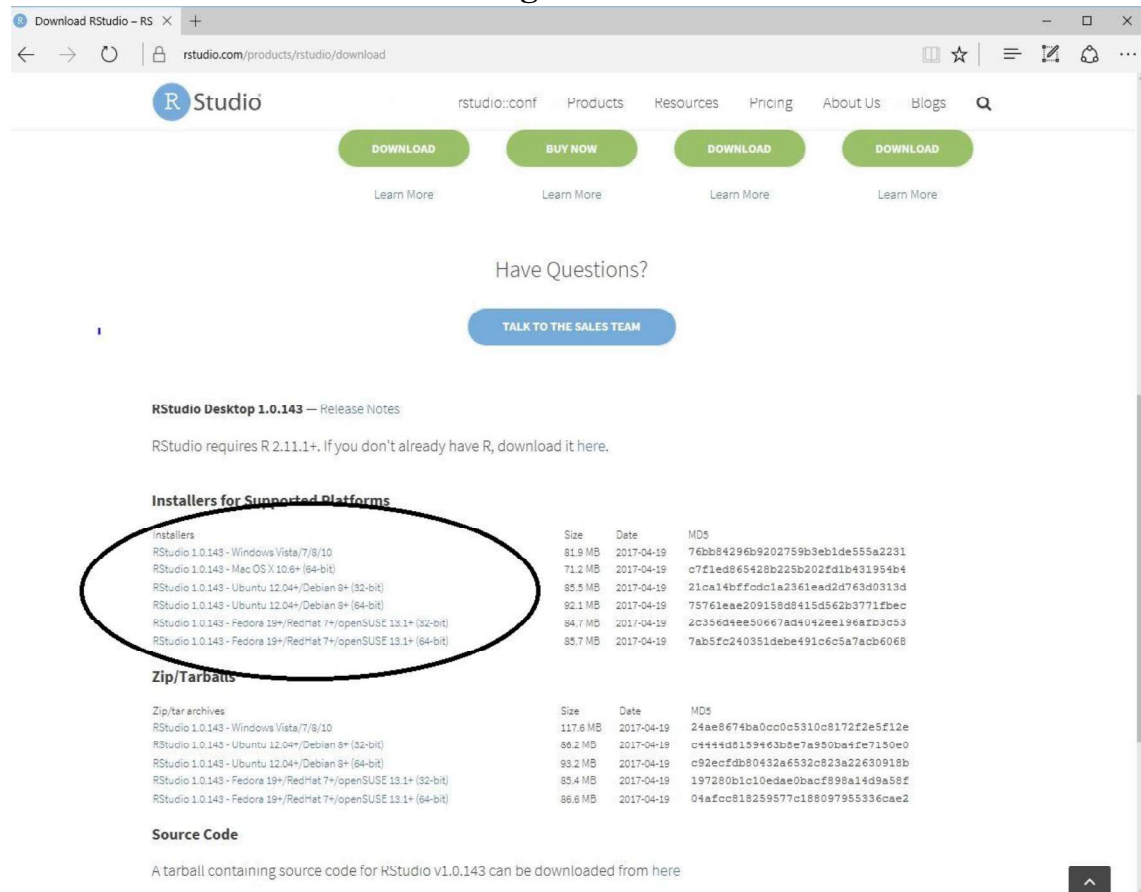 Download RStudio – RS
rstudio.com/products/rstudio/download
R Studio
rstudio::conf Products Resources Pricing About Us Blogs
DOWNLOAD BUY NOW DOWNLOAD DOWNLOAD
Learn More Learn More Learn More Learn More
Have Questions?
TALK TO THE SALES TEAM
RStudio Desktop 1.0.143 — Release Notes
RStudio requires R 2.11.1+. If you don't already have R, download it here.
Installers for Supported Platforms
Installers Size Date MD5
RStudio 1.0.143 - Windows Vista/7/8/10 81.9 MB 2017-04-19 76bb84296b9202759b3eb1de555a2231
RStudio 1.0.143 - Mac OS X 10.6+ (64-bit) 71.2 MB 2017-04-19 c7f1ed865428b225b202fd1b431954b4
RStudio 1.0.143 - Ubuntu 12.04+/Debian 8+ (32-bit) 85.5 MB 2017-04-19 21ca14bffcdc1a2361ead2d763d0313d
RStudio 1.0.143 - Ubuntu 12.04+/Debian 8+ (64-bit) 92.1 MB 2017-04-19 75761eae209158d8415d562b3771fbec
RStudio 1.0.143 - Fedora 19+/RedHat 7+/openSUSE 13.1+ (32-bit) 84.7 MB 2017-04-19 2c356d4ee50667ad4042ee196afb3c53
RStudio 1.0.143 - Fedora 19+/RedHat 7+/openSUSE 13.1+ (64-bit) 85.7 MB 2017-04-19 7ab5fc240351debe491c6c5a7acb6068
Zip/Tarballs
Zip/tar archives Size Date MD5
RStudio 1.0.143 - Windows Vista/7/8/10 117.6 MB 2017-04-19 24ae8674ba0cc0c5310c8172f2e5f12e
RStudio 1.0.143 - Ubuntu 12.04+/Debian 8+ (32-bit) 86.2 MB 2017-04-19 c4444d8159463b8e7a950ba4fe7150e0
RStudio 1.0.143 - Ubuntu 12.04+/Debian 8+ (64-bit) 93.2 MB 2017-04-19 c92ecfdb80432a6532c823a22630918b
RStudio 1.0.143 - Fedora 19+/RedHat 7+/openSUSE 13.1+ (32-bit) 85.4 MB 2017-04-19 197280b1c10edae0bacf898a14d9a58f
RStudio 1.0.143 - Fedora 19+/RedHat 7+/openSUSE 13.1+ (64-bit) 86.6 MB 2017-04-19 04afcc818259577c188097955336cae2
Source Code
A tarball containing source code for RStudio v1.0.143 can be downloaded from here